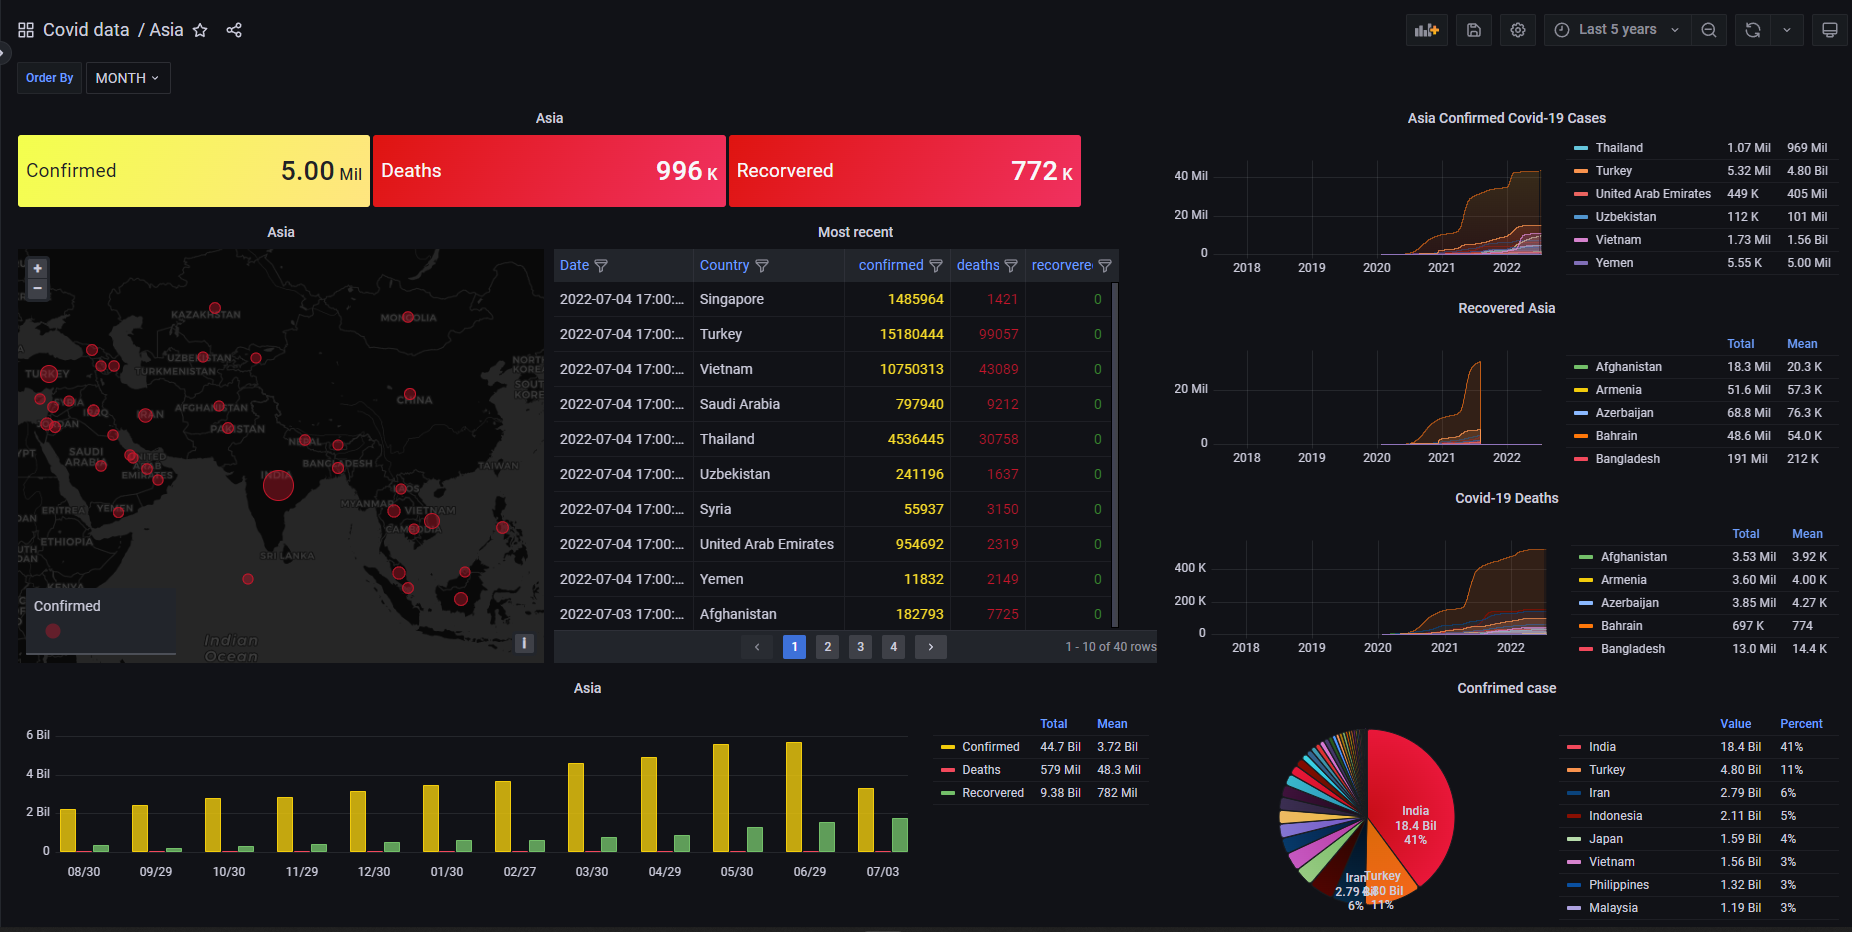 Covid data / Asia
Last 5 years
Order By MONTH
Asia
Confirmed 5.00 Mil
Deaths 996 K
Recorvered 772 K
Asia
+
−
KAZAKHSTAN
MONGOLIA
UZBEKISTAN
TURKMENISTAN
TURKEY
NORTH
KOREA
SOUTH
KOREA
SYRIA
IRAQ
IRAN
AFGHANISTAN
CHINA
JORDAN
PAKISTAN
NEPAL
SAUDI
ARABIA
UNITED
ARAB
EMIRATES
BANGLADESH
TAIWAN
INDIA
LAOS
MYANMAR
VIETNAM
ERITREA
YEMEN
CAMBODIA
ETHIOPIA
SRI LANKA
KENYA
Confirmed
Indian
Ocean
i
Most recent
Date Country confirmed deaths recorvere
2022-07-04 17:00:... Singapore 1485964 1421 0
2022-07-04 17:00:... Turkey 15180444 99057 0
2022-07-04 17:00:... Vietnam 10750313 43089 0
2022-07-04 17:00:... Saudi Arabia 797940 9212 0
2022-07-04 17:00:... Thailand 4536445 30758 0
2022-07-04 17:00:... Uzbekistan 241196 1637 0
2022-07-04 17:00:... Syria 55937 3150 0
2022-07-04 17:00:... United Arab Emirates 954692 2319 0
2022-07-04 17:00:... Yemen 11832 2149 0
2022-07-03 17:00:... Afghanistan 182793 7725 0
‹ 1 2 3 4 › 1 - 10 of 40 rows
Asia
6 Bil
4 Bil
2 Bil
0
08/30 09/29 10/30 11/29 12/30 01/30 02/27 03/30 04/29 05/30 06/29 07/03
Total Mean
Confirmed 44.7 Bil 3.72 Bil
Deaths 579 Mil 48.3 Mil
Recorvered 9.38 Bil 782 Mil
Asia Confirmed Covid-19 Cases
40 Mil
20 Mil
0
2018 2019 2020 2021 2022
Thailand 1.07 Mil 969 Mil
Turkey 5.32 Mil 4.80 Bil
United Arab Emirates 449 K 405 Mil
Uzbekistan 112 K 101 Mil
Vietnam 1.73 Mil 1.56 Bil
Yemen 5.55 K 5.00 Mil
Recovered Asia
20 Mil
0
2018 2019 2020 2021 2022
Total Mean
Afghanistan 18.3 Mil 20.3 K
Armenia 51.6 Mil 57.3 K
Azerbaijan 68.8 Mil 76.3 K
Bahrain 48.6 Mil 54.0 K
Bangladesh 191 Mil 212 K
Covid-19 Deaths
400 K
200 K
0
2018 2019 2020 2021 2022
Total Mean
Afghanistan 3.53 Mil 3.92 K
Armenia 3.60 Mil 4.00 K
Azerbaijan 3.85 Mil 4.27 K
Bahrain 697 K 774
Bangladesh 13.0 Mil 14.4 K
Confrimed case
India
18.4 Bil
41%
Turkey
4.80 Bil
11%
Iran
2.79 Bil
6%
Value Percent
India 18.4 Bil 41%
Turkey 4.80 Bil 11%
Iran 2.79 Bil 6%
Indonesia 2.11 Bil 5%
Japan 1.59 Bil 4%
Vietnam 1.56 Bil 3%
Philippines 1.32 Bil 3%
Malaysia 1.19 Bil 3%